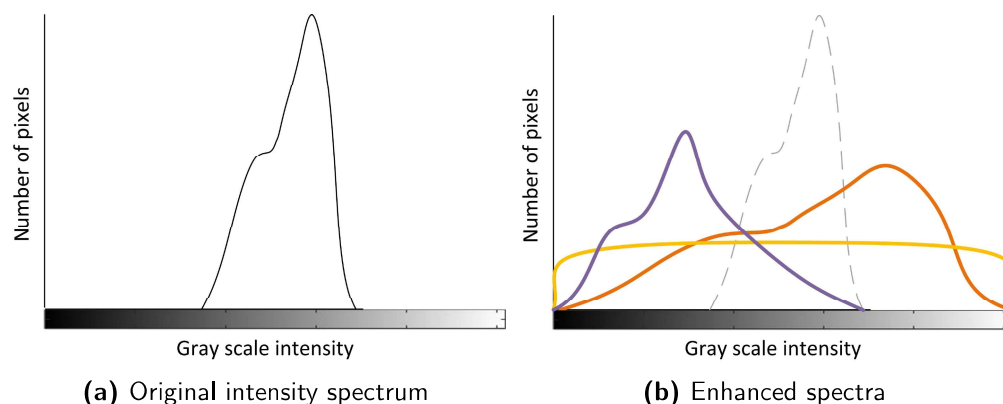 Number of pixels
Gray scale intensity
(a) Original intensity spectrum
Number of pixels
Gray scale intensity
(b) Enhanced spectra